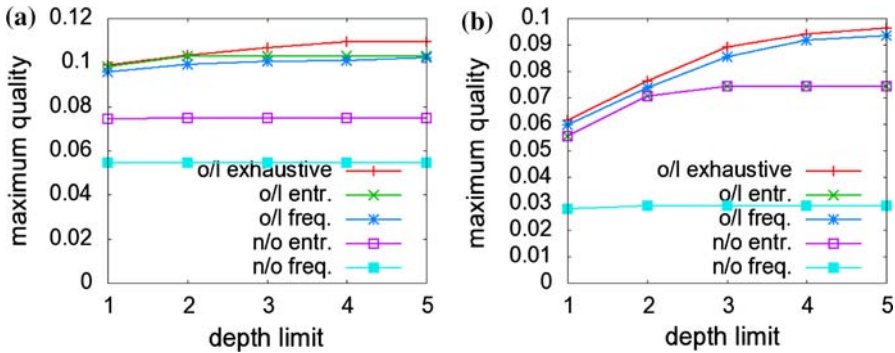 (a)
maximum quality
0.12
0.1
0.12
0.06
0.04
0.12
0
o/l exhaustive
o/l entr.
o/l freq.
n/o entr.
n/o freq.
1 2 3 4 5
depth limit
(b)
maximum quality
0.1
0.09
0.08
0.07
0.06
0.05
0.04
0.03
0.02
0.01
0
o/l exhaustive
o/l entr.
o/l freq.
n/o entr.
n/o freq.
1 2 3 4 5
depth limit